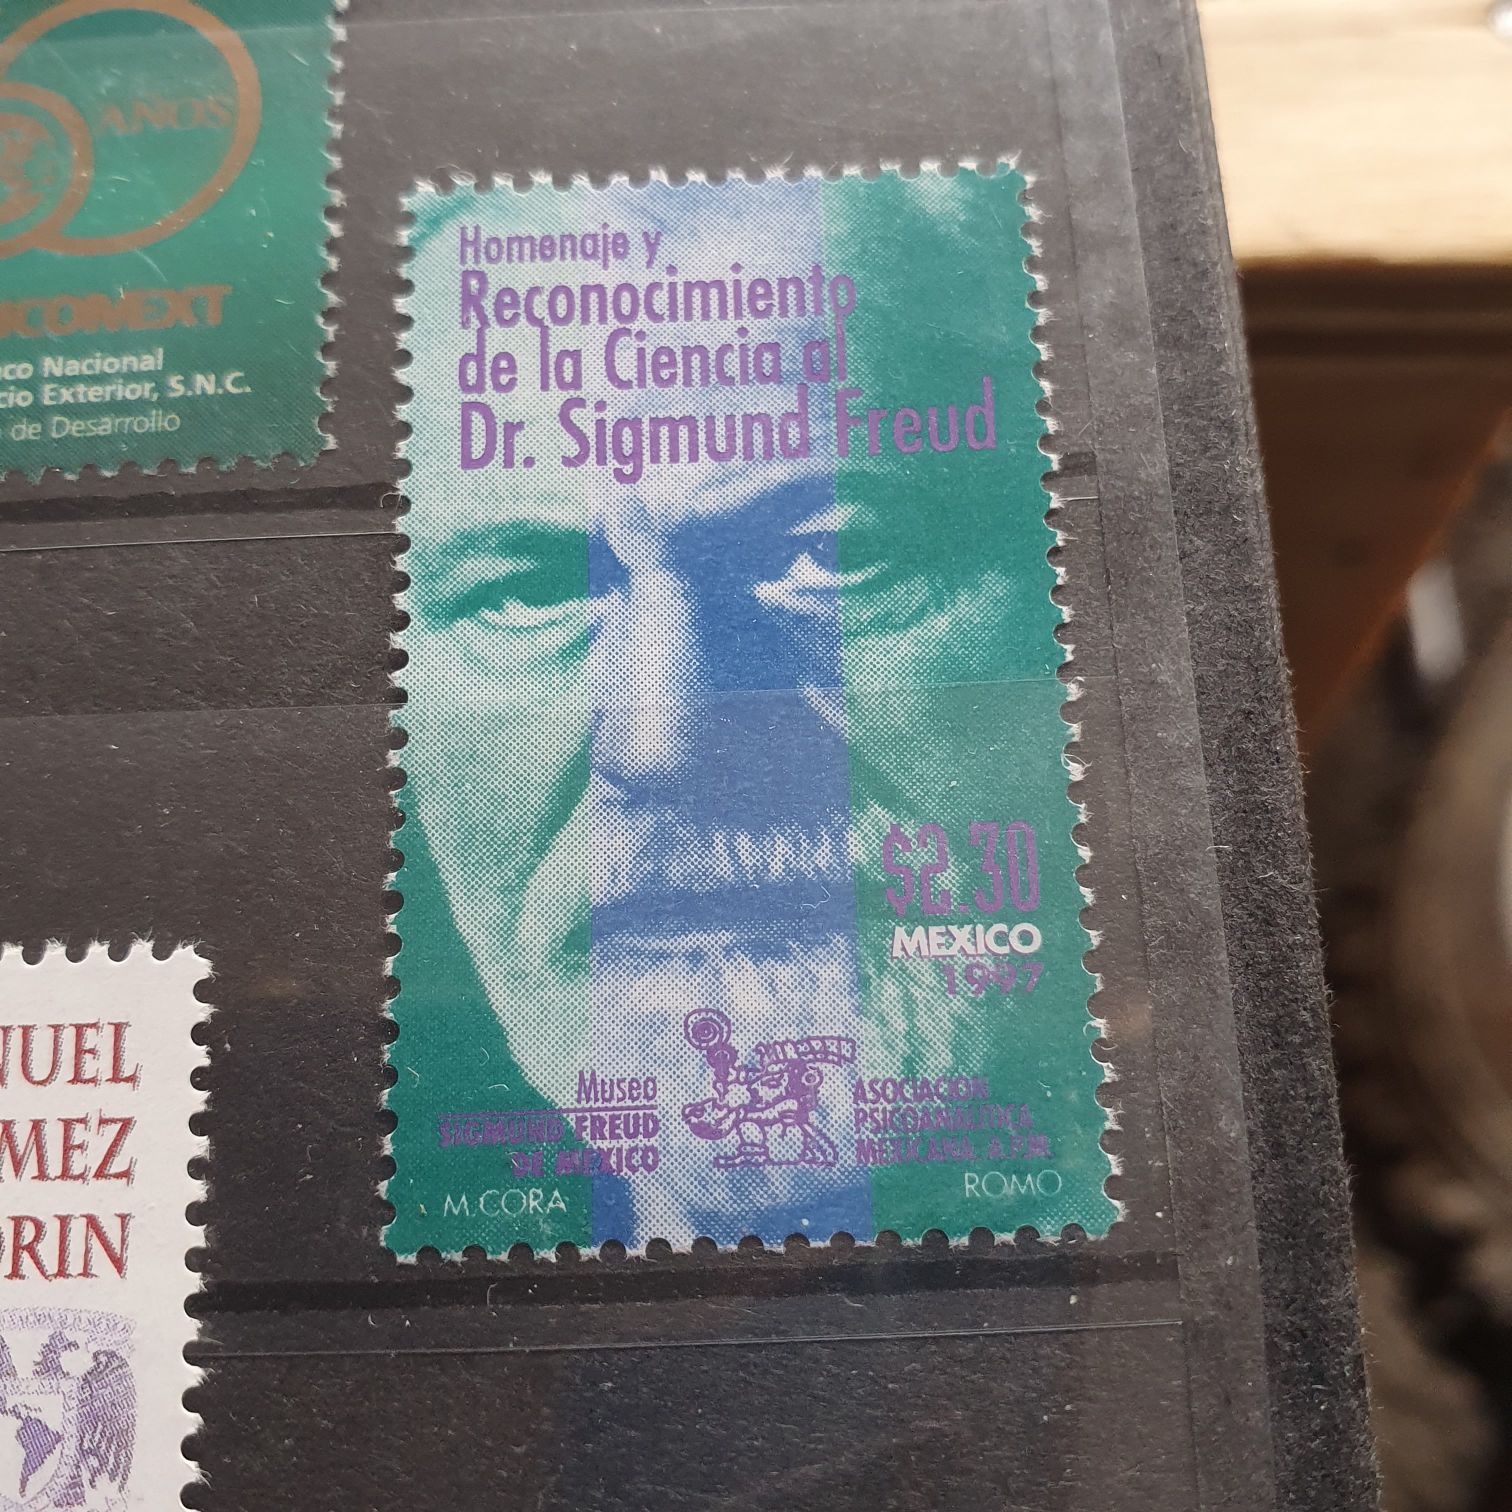 AÑOS
COMEXT
co Nacional
cio Exterior, S.N.C.
de Desarrollo
Homenaje y
Reconocimiento
de la Ciencia al
Dr. Sigmund Freud
$2.30
MEXICO
1997
Museo
SIGMUND FREUD
DE MEXICO
ASOCIACION
PSICOANALITICA
MEXICANA A.P.M.
M. CORA
ROMO
NUEL
MEZ
ORIN